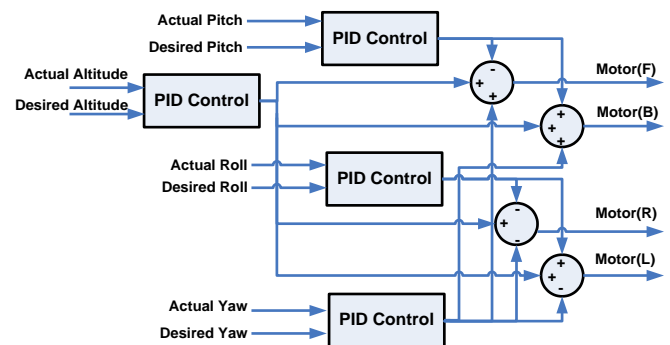 Actual Pitch
Desired Pitch
PID Control
Actual Altitude
Desired Altitude
PID Control
- + +
Motor(F)
+ + +
Motor(B)
Actual Roll
Desired Roll
PID Control
- + -
Motor(R)
+ + -
Motor(L)
Actual Yaw
Desired Yaw
PID Control